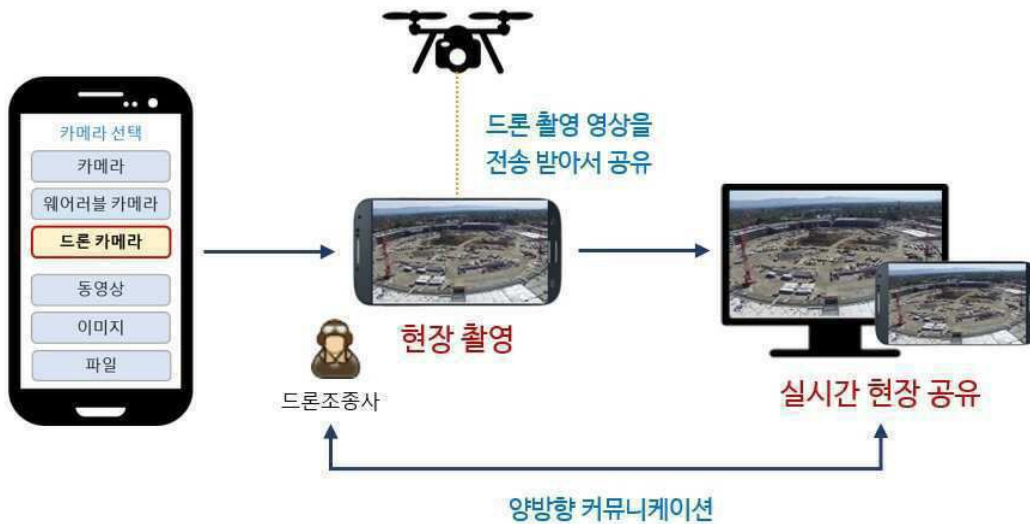 카메라 선택
카메라
웨어러블 카메라
드론 카메라
동영상
이미지
파일
드론 촬영 영상을
전송 받아서 공유
현장 촬영
드론조종사
실시간 현장 공유
양방향 커뮤니케이션